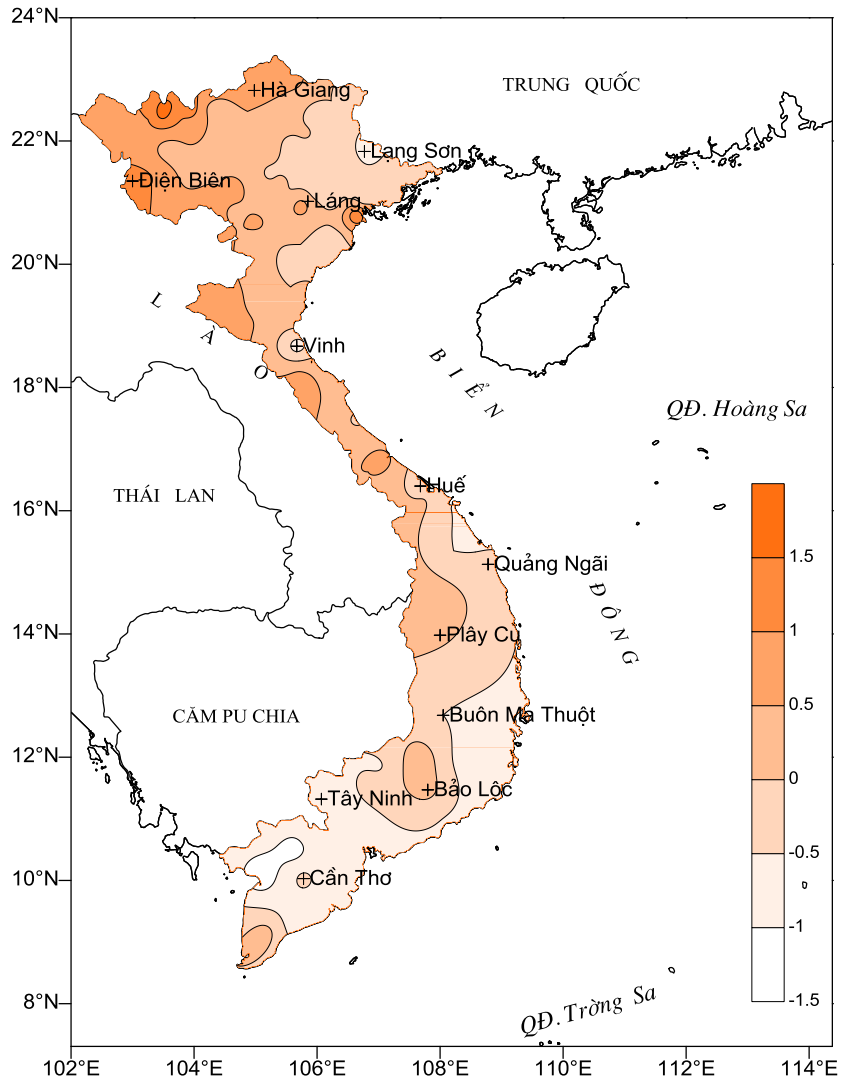 24°N
TRUNG QUỐC
Hà Giang
22°N
Lạng Sơn
Điện Biên
Láng
20°N
L À O
Vinh
BIỂN
18°N
QĐ. Hoàng Sa
Huế
16°N
THÁI LAN
1.5
Quảng Ngãi
ĐÔNG
14°N
Plây Cu
1
0.5
Buôn Ma Thuột
CĂM PU CHIA
12°N
0
Bảo Lộc
Tây Ninh
-0.5
10°N
Cần Thơ
-1
8°N
QĐ. Trờng Sa
-1.5
102°E 104°E 106°E 108°E 110°E 112°E 114°E